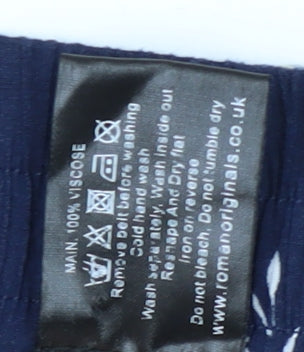 MAIN. 100% VISCOSE
Remove belt before washing
Cold hand wash
Wash separately. Wash inside out
Reshape And Dry flat
iron on reverse
Do not bleach. Do not tumble dry
www.romanoriginals.co.uk